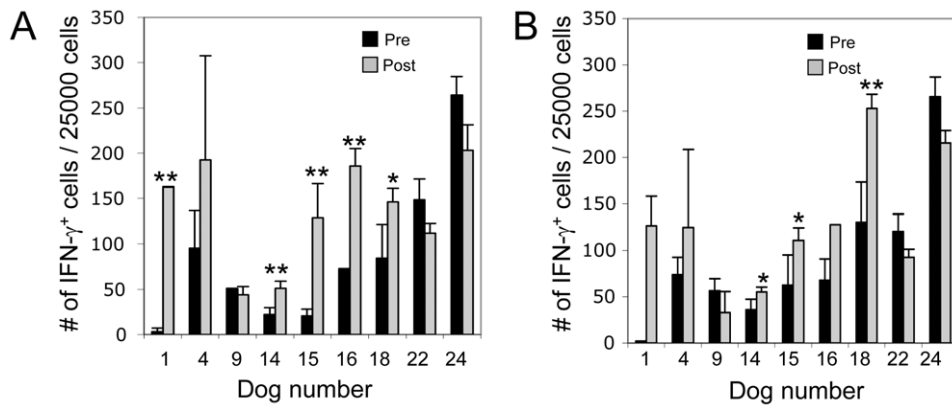 A
# of IFN-γ+ cells / 25000 cells
350
300
250
200
150
100
50
0
Pre
Post
**
**
**
**
*
1 4 9 14 15 16 18 22 24
Dog number
B
# of IFN-γ+ cells / 25000 cells
350
300
250
200
150
100
50
0
Pre
Post
*
*
**
1 4 9 14 15 16 18 22 24
Dog number